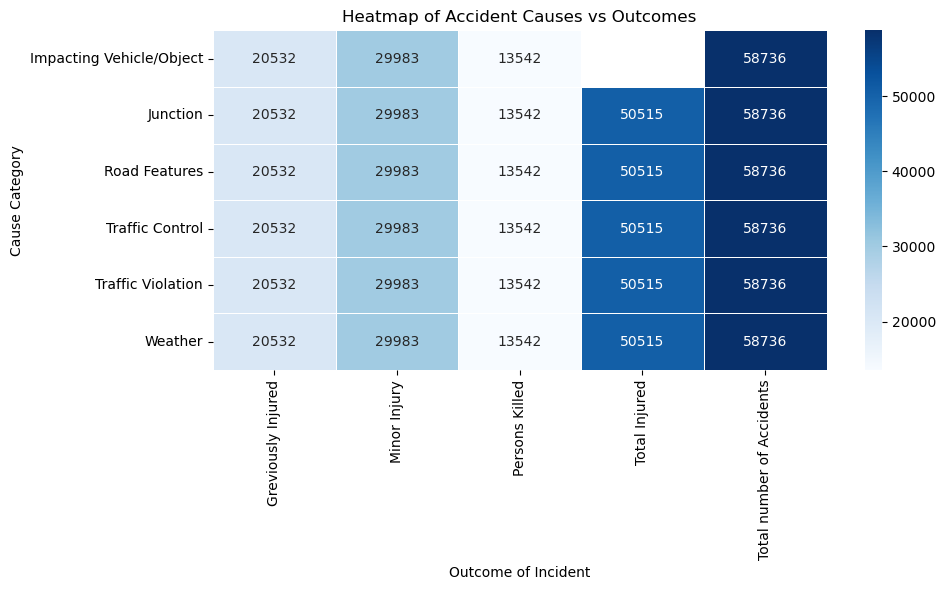 Heatmap of Accident Causes vs Outcomes
Cause Category
Impacting Vehicle/Object 20532 29983 13542 58736
Junction 20532 29983 13542 50515 58736
Road Features 20532 29983 13542 50515 58736
Traffic Control 20532 29983 13542 50515 58736
Traffic Violation 20532 29983 13542 50515 58736
Weather 20532 29983 13542 50515 58736
Greviously Injured
Minor Injury
Persons Killed
Total Injured
Total number of Accidents
Outcome of Incident
50000
40000
30000
20000